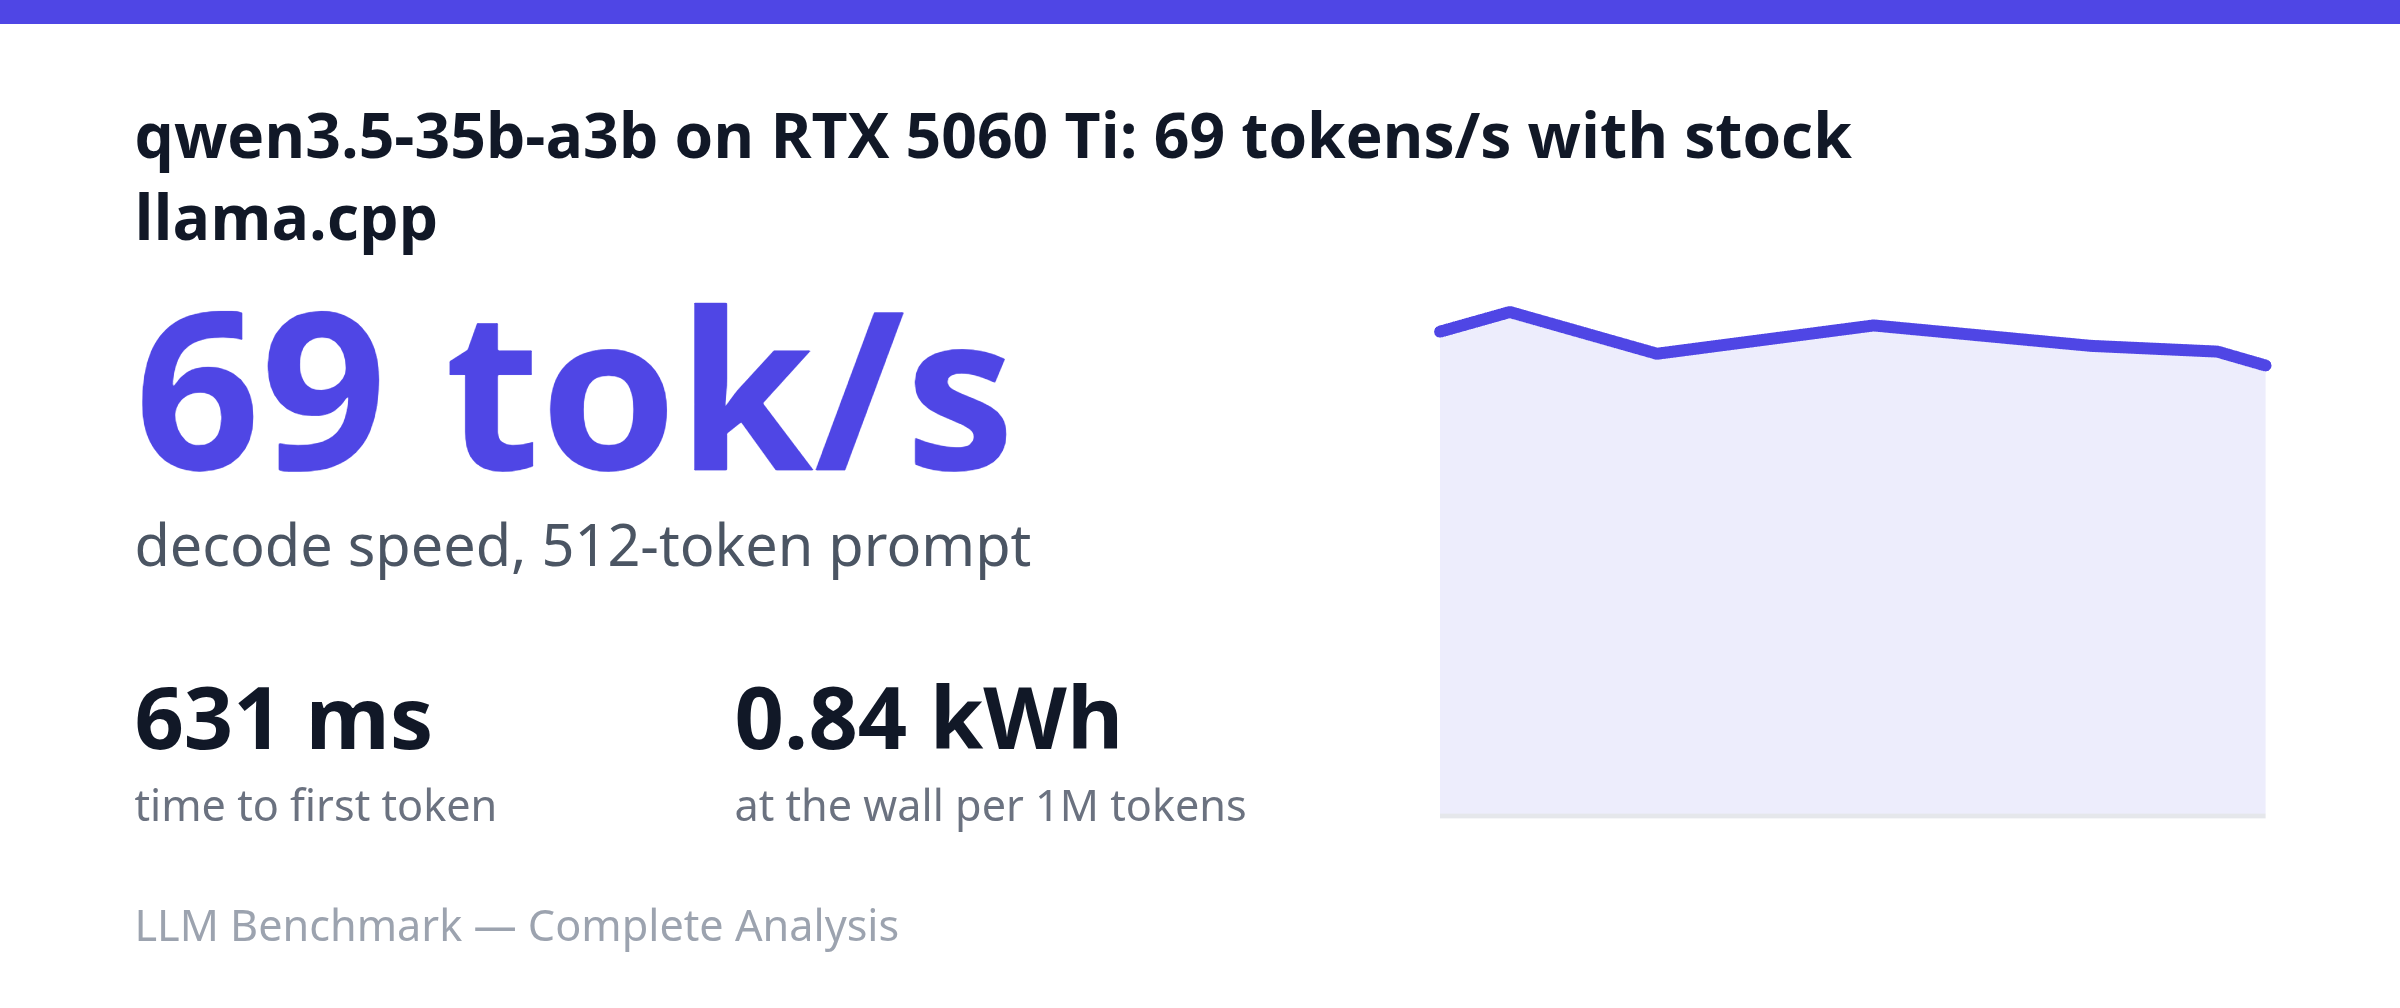 qwen3.5-35b-a3b on RTX 5060 Ti: 69 tokens/s with stock
llama.cpp
69 tok/s
decode speed, 512-token prompt
631 ms
time to first token
0.84 kWh
at the wall per 1M tokens
LLM Benchmark — Complete Analysis